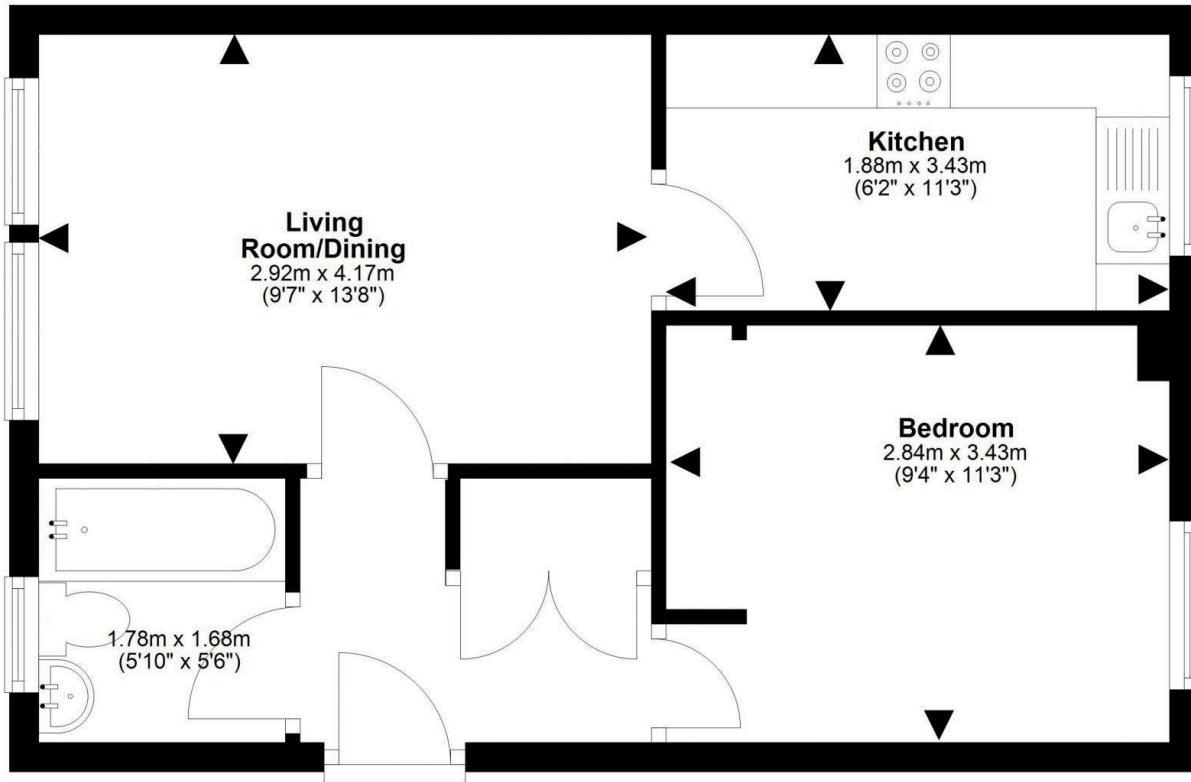 Living
Room/Dining
2.92m x 4.17m
(9'7" x 13'8")
Kitchen
1.88m x 3.43m
(6'2" x 11'3")
Bedroom
2.84m x 3.43m
(9'4" x 11'3")
1.78m x 1.68m
(5'10" x 5'6")